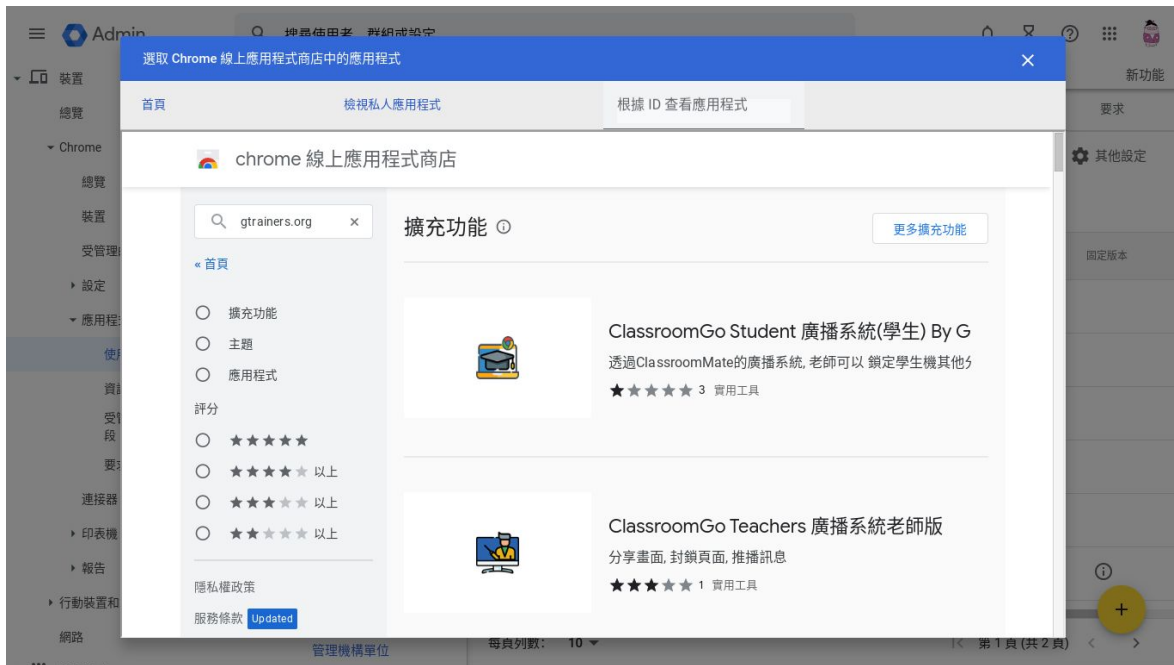 Admin
搜尋使用者、群組或設定
選取 Chrome 線上應用程式商店中的應用程式
裝置
新功能
首頁
檢視私人應用程式
根據 ID 查看應用程式
總覽
要求
Chrome
chrome 線上應用程式商店
其他設定
總覽
裝置
gtrainers.org
擴充功能
更多擴充功能
受管理
固定版本
« 首頁
設定
擴充功能
應用程
主題
ClassroomGo Student 廣播系統(學生) By G
使
應用程式
透過ClassroomMate的廣播系統, 老師可以 鎖定學生機其他
3 實用工具
評分
受
段
要
以上
連接器
以上
ClassroomGo Teachers 廣播系統老師版
印表機
以上
分享畫面, 封鎖頁面, 推播訊息
報告
隱私權政策
1 實用工具
行動裝置和
服務條款 Updated
網路
管理機構單位
每頁列數: 10
第 1 頁 (共 2 頁)